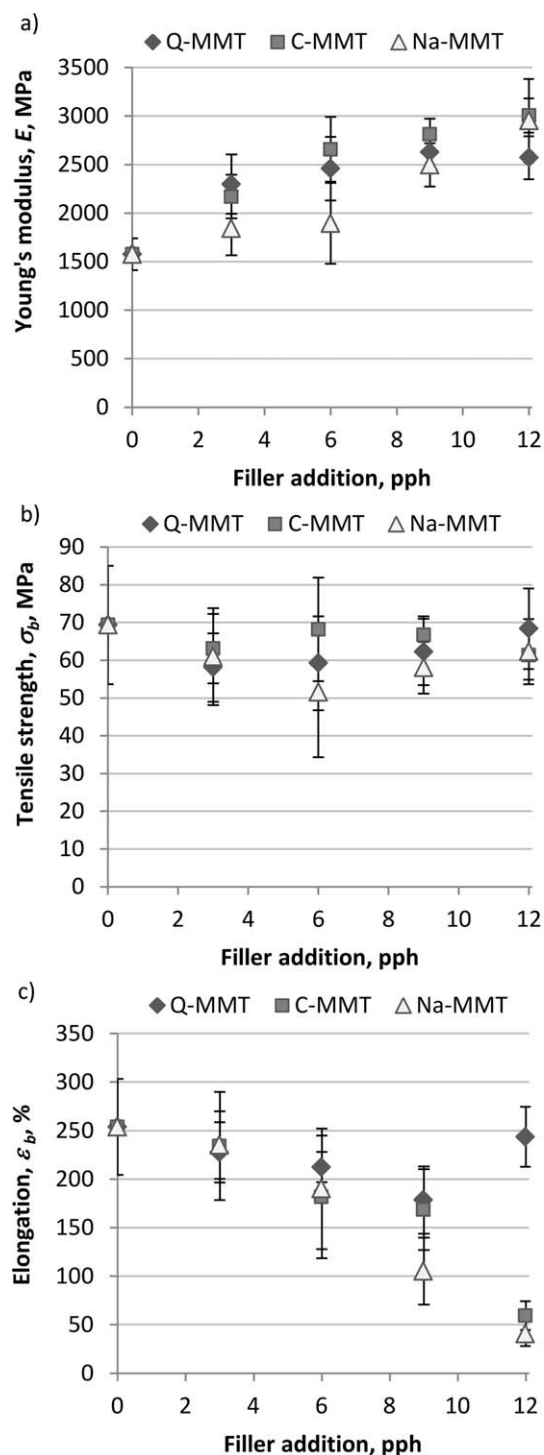 a)
Q-MMT C-MMT Na-MMT
3500
3000
2500
2000
1500
1000
500
0
Young's modulus, E, MPa
0 2 4 6 8 10 12
Filler addition, pph
b)
Q-MMT C-MMT Na-MMT
90
80
70
60
50
40
30
20
10
0
Tensile strength, σb, MPa
0 2 4 6 8 10 12
Filler addition, pph
c)
Q-MMT C-MMT Na-MMT
350
300
250
200
150
100
50
0
Elongation, εb, %
0 2 4 6 8 10 12
Filler addition, pph